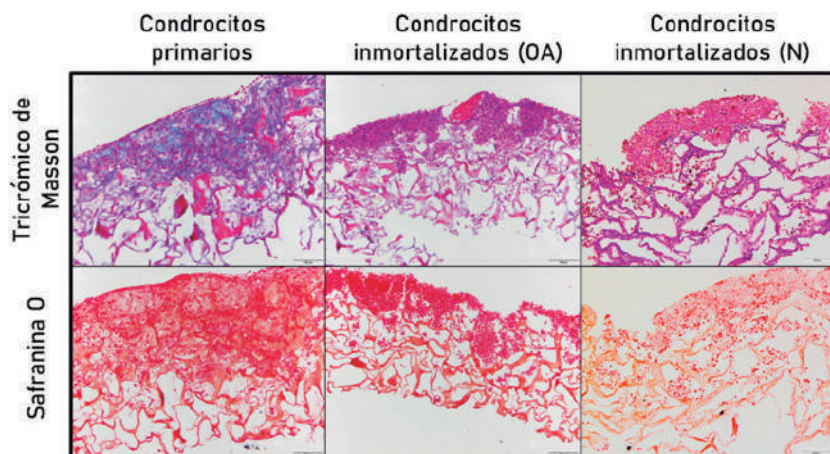 Condrocitos
primarios
Condrocitos
inmortalizados (OA)
Condrocitos
inmortalizados (N)
Tricrómico de
Masson
Safranina O